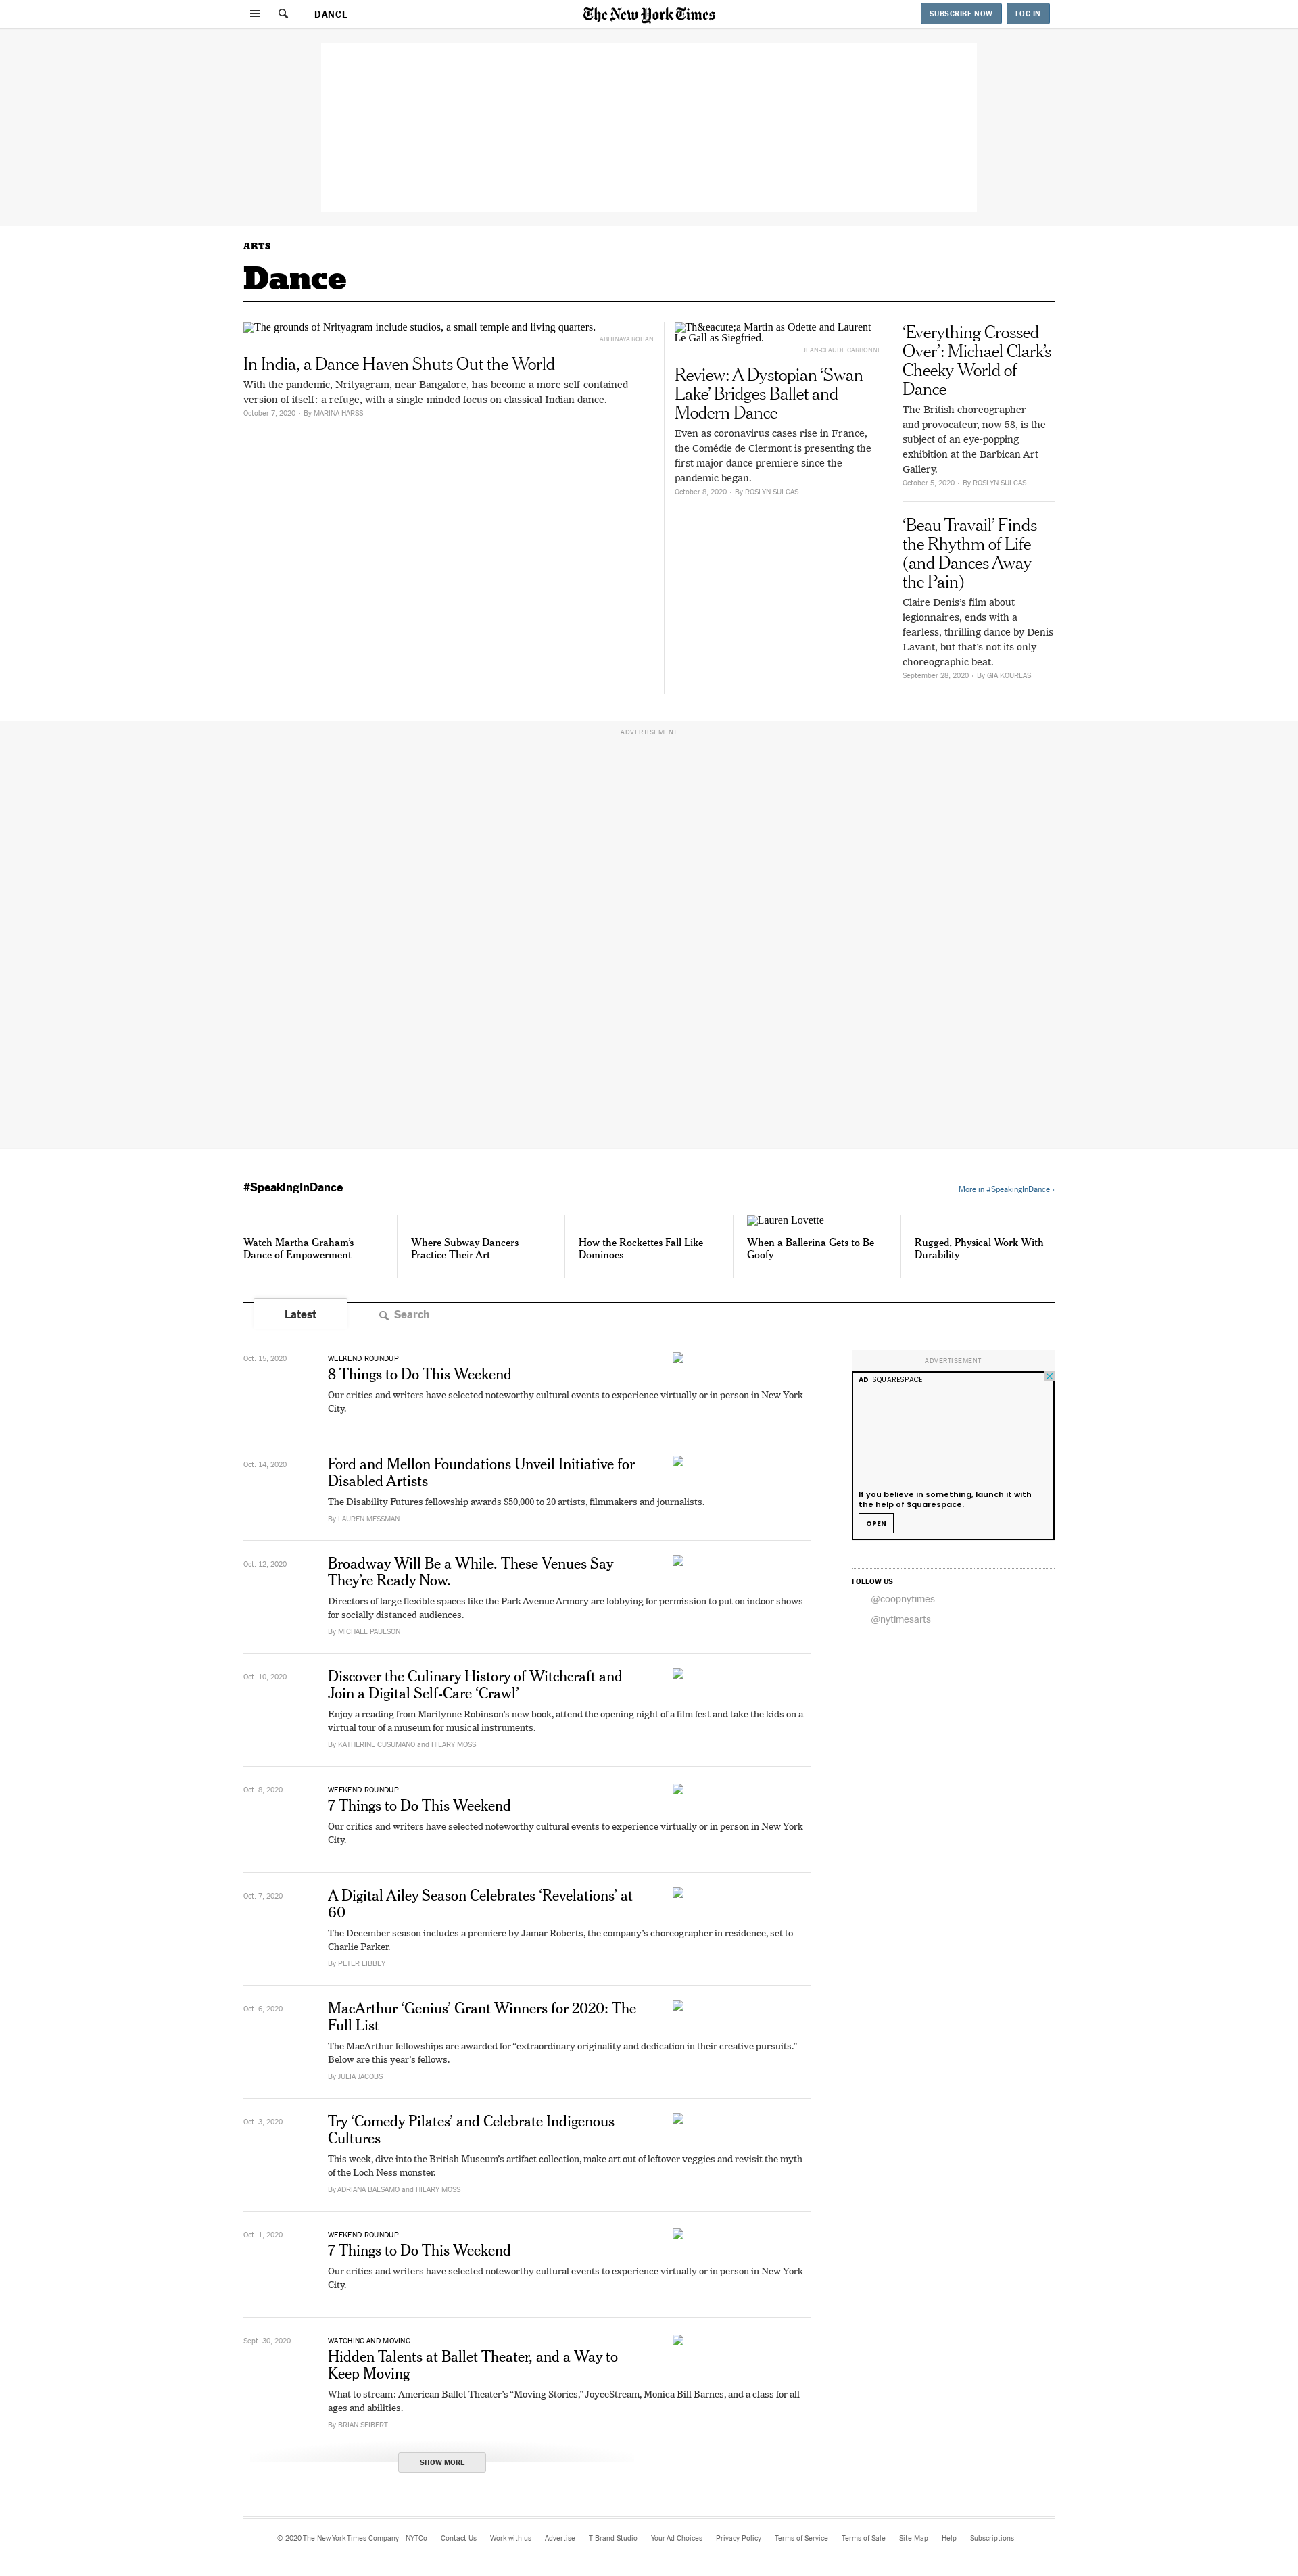 DANCE
The New York Times
SUBSCRIBE NOW
LOG IN
ARTS
Dance
The grounds of Nrityagram include studios, a small temple and living quarters.
ABHINAYA ROHAN
In India, a Dance Haven Shuts Out the World
With the pandemic, Nrityagram, near Bangalore, has become a more self-contained
version of itself: a refuge, with a single-minded focus on classical Indian dance.
October 7, 2020 - By MARINA HARSS
Th&eacute;a Martin as Odette and Laurent
Le Gall as Siegfried.
JEAN-CLAUDE CARBONNE
Review: A Dystopian ‘Swan
Lake’ Bridges Ballet and
Modern Dance
Even as coronavirus cases rise in France,
the Comédie de Clermont is presenting the
first major dance premiere since the
pandemic began.
October 8, 2020 - By ROSLYN SULCAS
‘Everything Crossed
Over’: Michael Clark’s
Cheeky World of
Dance
The British choreographer
and provocateur, now 58, is the
subject of an eye-popping
exhibition at the Barbican Art
Gallery.
October 5, 2020 - By ROSLYN SULCAS
‘Beau Travail’ Finds
the Rhythm of Life
(and Dances Away
the Pain)
Claire Denis’s film about
legionnaires, ends with a
fearless, thrilling dance by Denis
Lavant, but that’s not its only
choreographic beat.
September 28, 2020 - By GIA KOURLAS
ADVERTISEMENT
#SpeakingInDance
More in #SpeakingInDance ›
Watch Martha Graham’s
Dance of Empowerment
Where Subway Dancers
Practice Their Art
How the Rockettes Fall Like
Dominoes
Lauren Lovette
When a Ballerina Gets to Be
Goofy
Rugged, Physical Work With
Durability
Latest
Search
Oct. 15, 2020
WEEKEND ROUNDUP
8 Things to Do This Weekend
Our critics and writers have selected noteworthy cultural events to experience virtually or in person in New York
City.
Oct. 14, 2020
Ford and Mellon Foundations Unveil Initiative for
Disabled Artists
The Disability Futures fellowship awards $50,000 to 20 artists, filmmakers and journalists.
By LAUREN MESSMAN
Oct. 12, 2020
Broadway Will Be a While. These Venues Say
They’re Ready Now.
Directors of large flexible spaces like the Park Avenue Armory are lobbying for permission to put on indoor shows
for socially distanced audiences.
By MICHAEL PAULSON
Oct. 10, 2020
Discover the Culinary History of Witchcraft and
Join a Digital Self-Care ‘Crawl’
Enjoy a reading from Marilynne Robinson’s new book, attend the opening night of a film fest and take the kids on a
virtual tour of a museum for musical instruments.
By KATHERINE CUSUMANO and HILARY MOSS
Oct. 8, 2020
WEEKEND ROUNDUP
7 Things to Do This Weekend
Our critics and writers have selected noteworthy cultural events to experience virtually or in person in New York
City.
Oct. 7, 2020
A Digital Ailey Season Celebrates ‘Revelations’ at
60
The December season includes a premiere by Jamar Roberts, the company’s choreographer in residence, set to
Charlie Parker.
By PETER LIBBEY
Oct. 6, 2020
MacArthur ‘Genius’ Grant Winners for 2020: The
Full List
The MacArthur fellowships are awarded for “extraordinary originality and dedication in their creative pursuits.”
Below are this year’s fellows.
By JULIA JACOBS
Oct. 3, 2020
Try ‘Comedy Pilates’ and Celebrate Indigenous
Cultures
This week, dive into the British Museum’s artifact collection, make art out of leftover veggies and revisit the myth
of the Loch Ness monster.
By ADRIANA BALSAMO and HILARY MOSS
Oct. 1, 2020
WEEKEND ROUNDUP
7 Things to Do This Weekend
Our critics and writers have selected noteworthy cultural events to experience virtually or in person in New York
City.
Sept. 30, 2020
WATCHING AND MOVING
Hidden Talents at Ballet Theater, and a Way to
Keep Moving
What to stream: American Ballet Theater’s “Moving Stories,” JoyceStream, Monica Bill Barnes, and a class for all
ages and abilities.
By BRIAN SEIBERT
SHOW MORE
ADVERTISEMENT
AD SQUARESPACE
If you believe in something, launch it with
the help of Squarespace.
OPEN
FOLLOW US
@coopnytimes
@nytimesarts
© 2020 The New York Times Company NYTCo Contact Us Work with us Advertise T Brand Studio Your Ad Choices Privacy Policy Terms of Service Terms of Sale Site Map Help Subscriptions